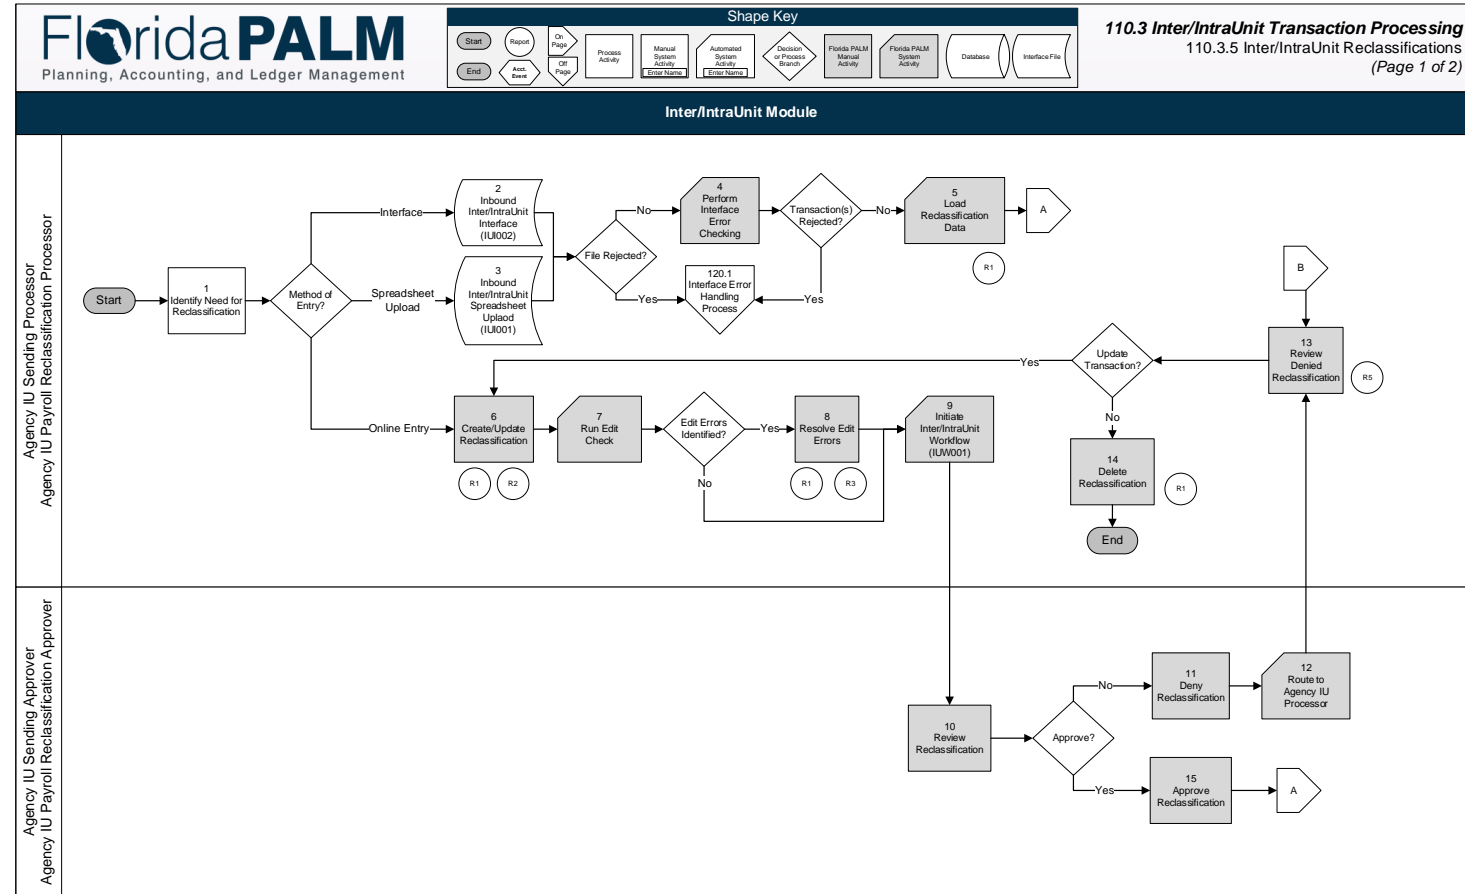 Florida PALM
Planning, Accounting, and Ledger Management
Shape Key
Start
End
Report
Acct.
Event
On
Page
Off
Page
Process
Activity
Manual
System
Activity
Enter Name
Automated
System
Activity
Enter Name
Decision
or Process
Branch
Florida PALM
Manual
Activity
Florida PALM
System
Activity
Database
Interface File
110.3 Inter/IntraUnit Transaction Processing
110.3.5 Inter/IntraUnit Reclassifications
(Page 1 of 2)
Inter/IntraUnit Module
Agency IU Sending Processor
Agency IU Payroll Reclassification Processor
Start
1
Identify Need for
Reclassification
Method of
Entry?
Interface
Spreadsheet
Upload
Online Entry
2
Inbound
Inter/IntraUnit
Interface
(IUI002)
3
Inbound
Inter/IntraUnit
Spreadsheet
Uplaod
(IUI001)
File Rejected?
No
Yes
4
Perform
Interface
Error
Checking
120.1
Interface Error
Handling
Process
Transaction(s)
Rejected?
No
Yes
5
Load
Reclassification
Data
R1
A
B
13
Review
Denied
Reclassification
R5
Update
Transaction?
Yes
No
14
Delete
Reclassification
R1
End
6
Create/Update
Reclassification
R1
R2
7
Run Edit
Check
Edit Errors
Identified?
Yes
No
8
Resolve Edit
Errors
R1
R3
9
Initiate
Inter/IntraUnit
Workflow
(IUW001)
Agency IU Sending Approver
Agency IU Payroll Reclassification Approver
10
Review
Reclassification
Approve?
No
Yes
11
Deny
Reclassification
12
Route to
Agency IU
Processor
15
Approve
Reclassification
A